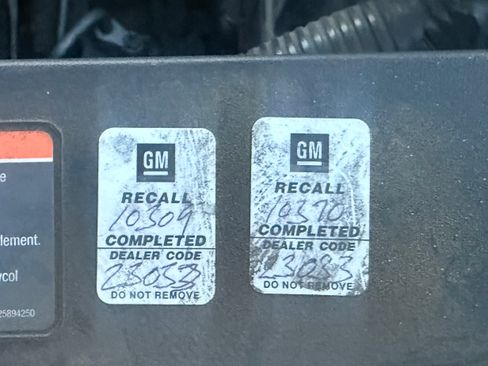 lement.
ycol
25894250
GM
RECALL
10309
COMPLETED
DEALER CODE
DO NOT REMOVE
GM
RECALL
10370
COMPLETED
DEALER CODE
23083
DO NOT REMOVE